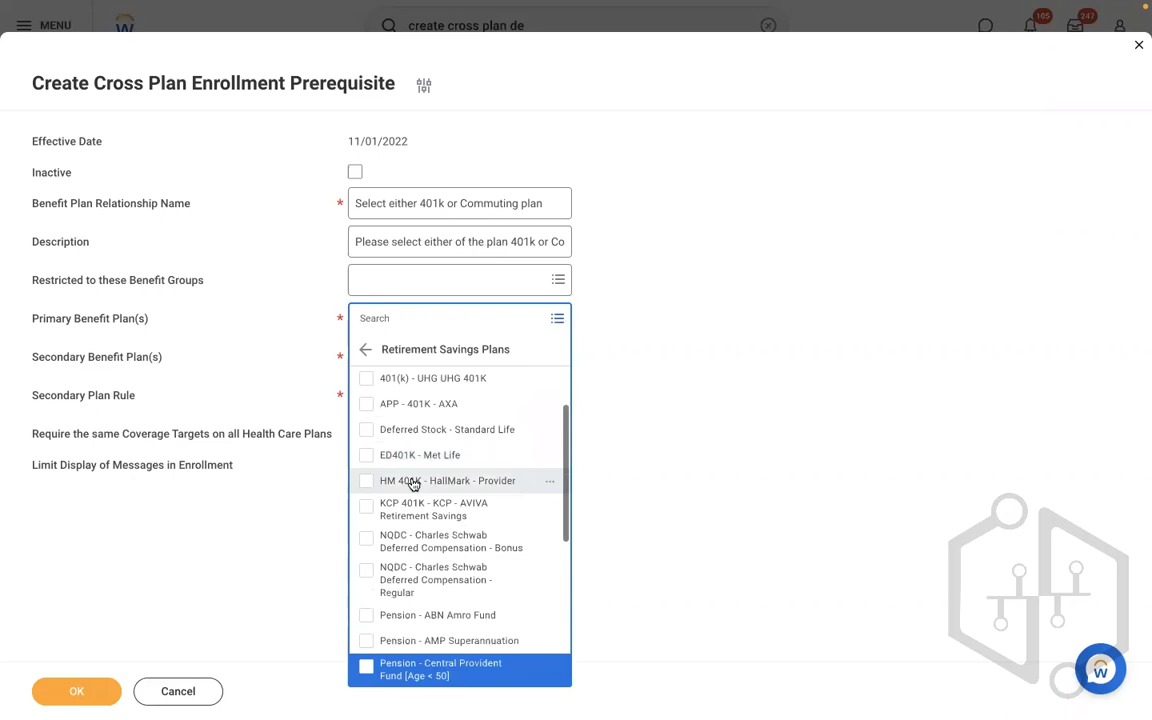 MENU
create cross plan de
105
247
Create Cross Plan Enrollment Prerequisite
Effective Date
11/01/2022
Inactive
Benefit Plan Relationship Name
*
Select either 401k or Commuting plan
Description
Please select either of the plan 401k or Co
Restricted to these Benefit Groups
Primary Benefit Plan(s)
*
Search
Retirement Savings Plans
Secondary Benefit Plan(s)
*
401(k) - UHG UHG 401K
Secondary Plan Rule
*
APP - 401K - AXA
Require the same Coverage Targets on all Health Care Plans
Deferred Stock - Standard Life
Limit Display of Messages in Enrollment
ED401K - Met Life
HM 401K - HallMark - Provider
KCP 401K - KCP - AVIVA
Retirement Savings
NQDC - Charles Schwab
Deferred Compensation - Bonus
NQDC - Charles Schwab
Deferred Compensation -
Regular
Pension - ABN Amro Fund
Pension - AMP Superannuation
Pension - Central Provident
Fund [Age < 50]
OK
Cancel
W